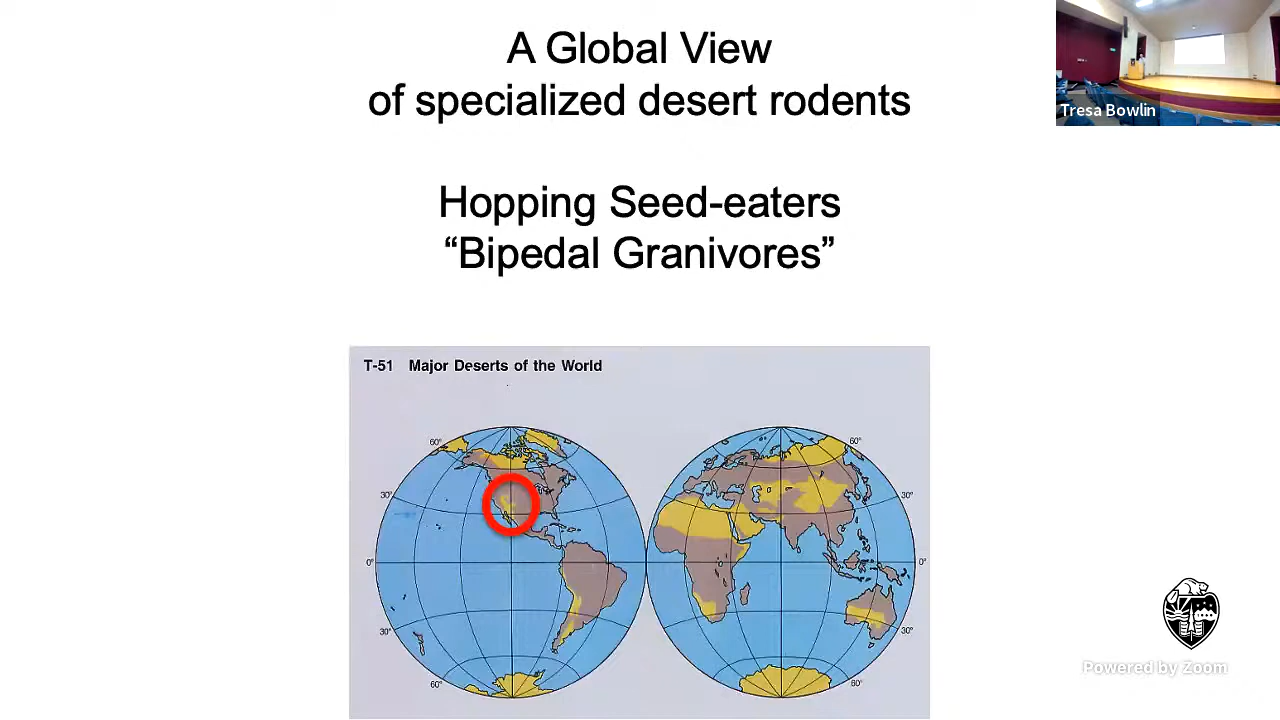 A Global View
of specialized desert rodents
Tresa Bowlin
Hopping Seed-eaters
“Bipedal Granivores”
T-51 Major Deserts of the World
60°
60°
30°
30°
0°
0°
30°
30°
60°
60°
Powered by Zoom